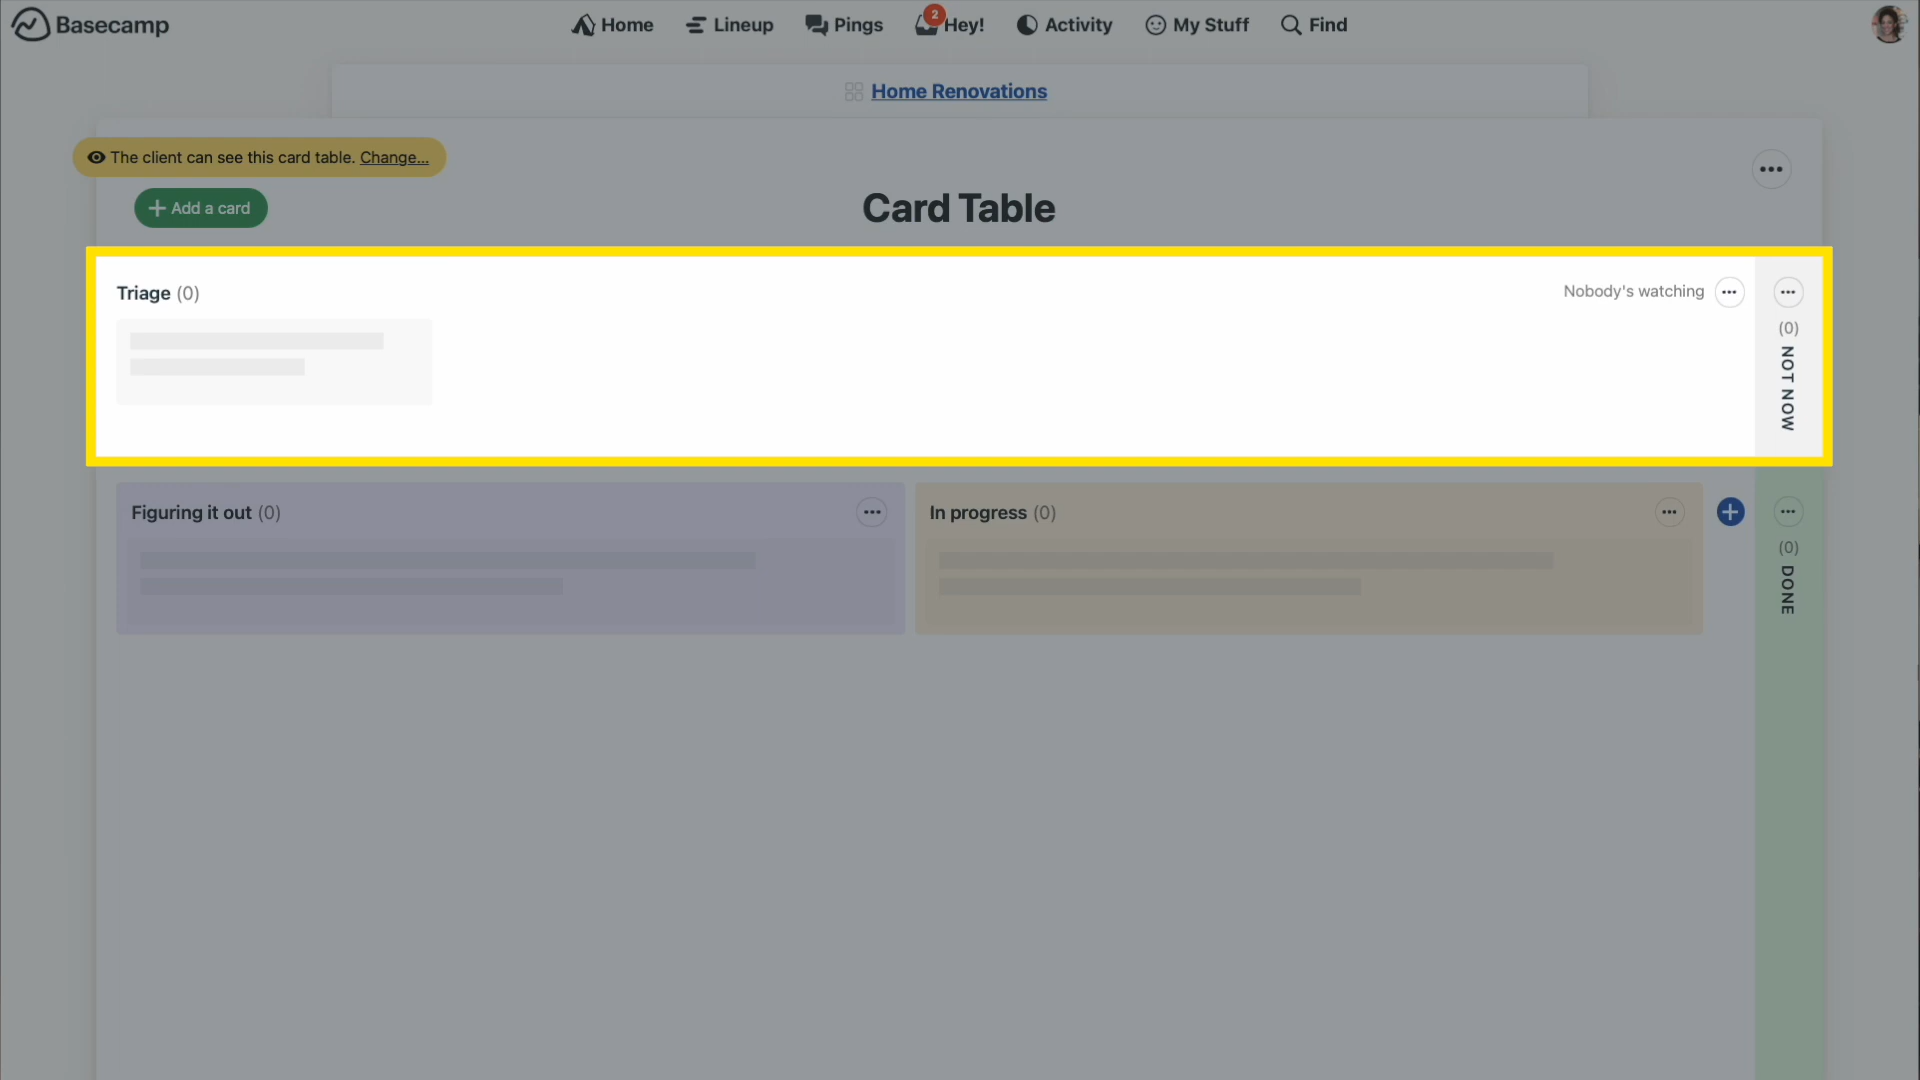 Basecamp
Home
Lineup
Pings
2
Hey!
Activity
My Stuff
Find
Home Renovations
The client can see this card table. Change...
Add a card
Card Table
Triage (0)
Nobody's watching
(0)
NOT NOW
Figuring it out (0)
In progress (0)
(0)
DONE